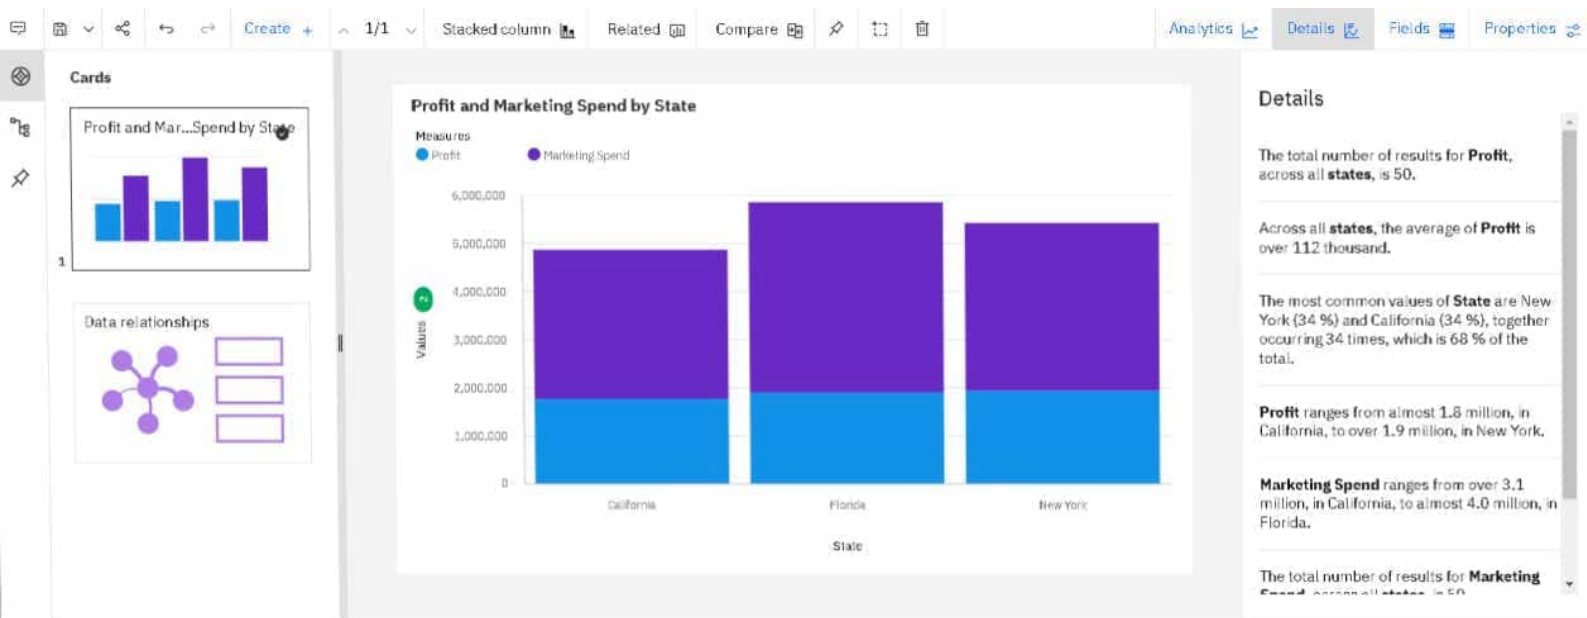 Create +
1/1
Stacked column
Related
Compare
Analytics
Details
Fields
Properties
Cards
Profit and Mar...Spend by State
1
Data relationships
Profit and Marketing Spend by State
Measures
Profit
Marketing Spend
6,000,000
5,000,000
4,000,000
3,000,000
2,000,000
1,000,000
0
Values
2
California
Florida
New York
State
Details
The total number of results for Profit,
across all states, is 50.
Across all states, the average of Profit is
over 112 thousand.
The most common values of State are New
York (34 %) and California (34 %), together
occurring 34 times, which is 68 % of the
total.
Profit ranges from almost 1.8 million, in
California, to over 1.9 million, in New York.
Marketing Spend ranges from over 3.1
million, in California, to almost 4.0 million, in
Florida.
The total number of results for Marketing
Spend, across all states, is 50.